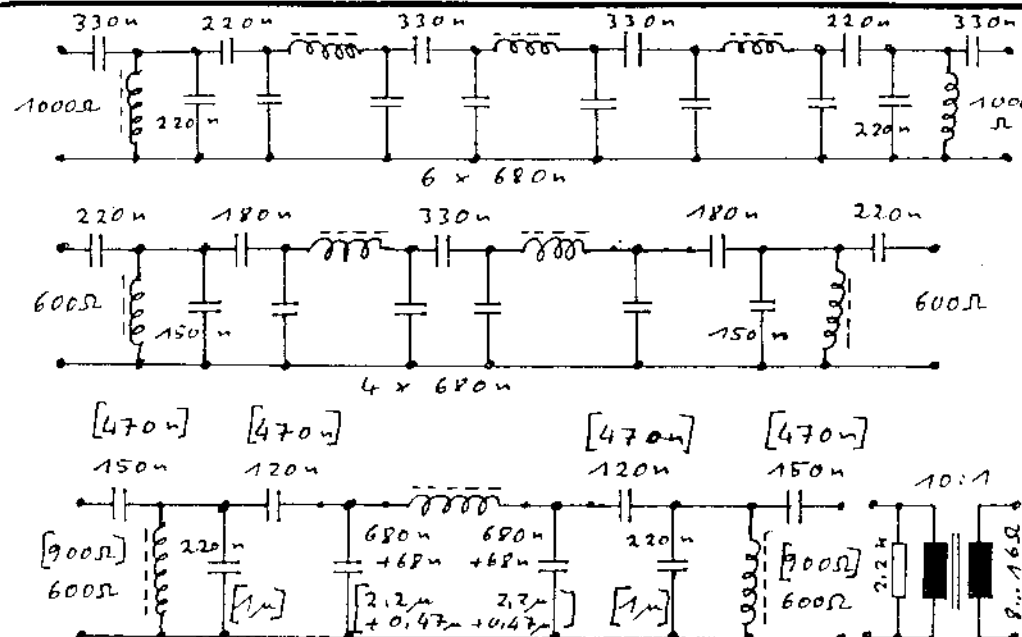 330n 220n 330n 330n 220n 330n
1000Ω 220n 220n 100
Ω
6 x 680n
220n 180n 330n 180n 220n
600Ω 150n 150n 600Ω
4 x 680n
[470n] [470n] [470n] [470n]
150n 120n 120n 150n 10:1
[900Ω] 220n 680n 680n 220n [900Ω]
600Ω +68n +68n 600Ω 2,2k 8...16Ω
[1µ] [2,2µ 2,2µ] [1µ]
+0,47µ +0,47µ